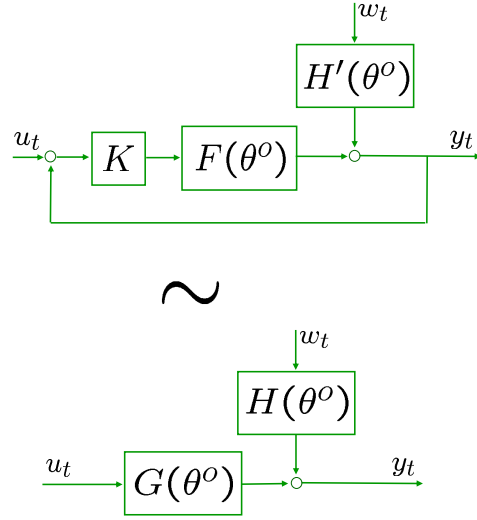 w_t
H′(θ^o)
u_t
K
F(θ^o)
y_t
∼
w_t
H(θ^o)
u_t
G(θ^o)
y_t